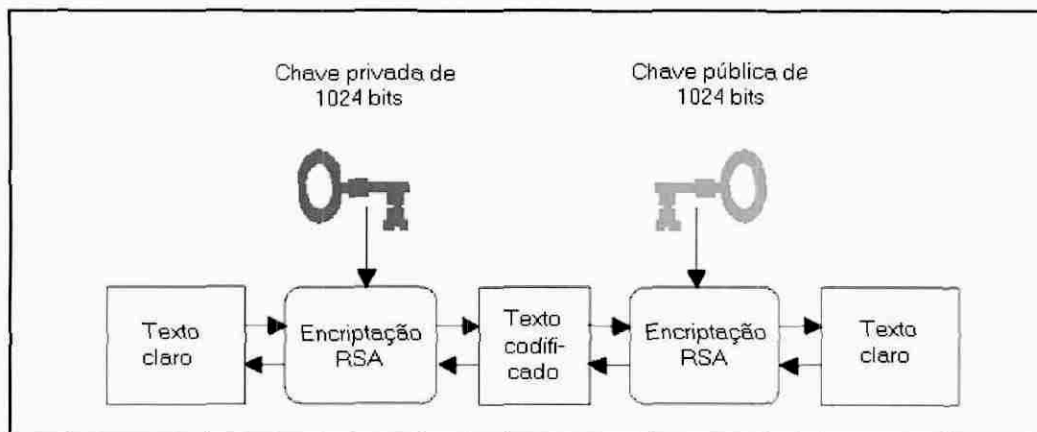 Chave privada de
1024 bits
Chave pública de
1024 bits
Texto
claro
Encriptação
RSA
Texto
codifi-
cado
Encriptação
RSA
Texto
claro